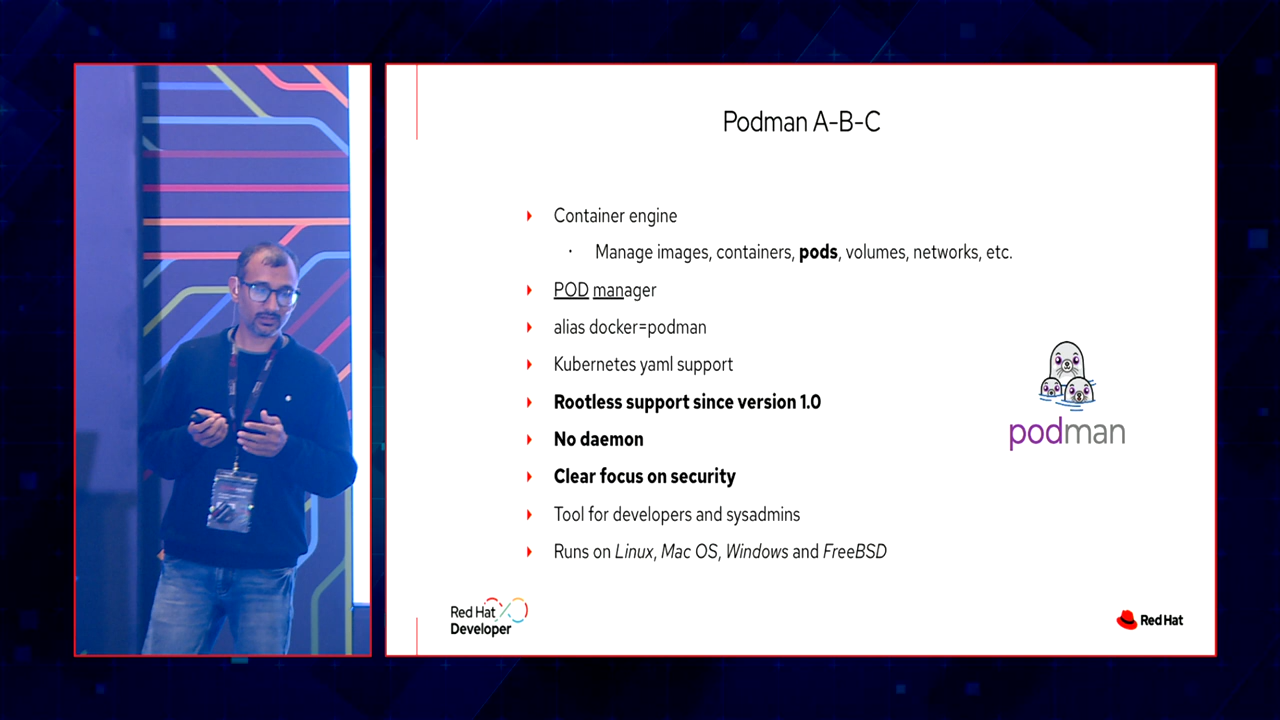 Podman A-B-C
Container engine
Manage images, containers, pods, volumes, networks, etc.
POD manager
alias docker=podman
Kubernetes yaml support
Rootless support since version 1.0
No daemon
Clear focus on security
Tool for developers and sysadmins
Runs on Linux, Mac OS, Windows and FreeBSD
podman
Red Hat
Developer
Red Hat